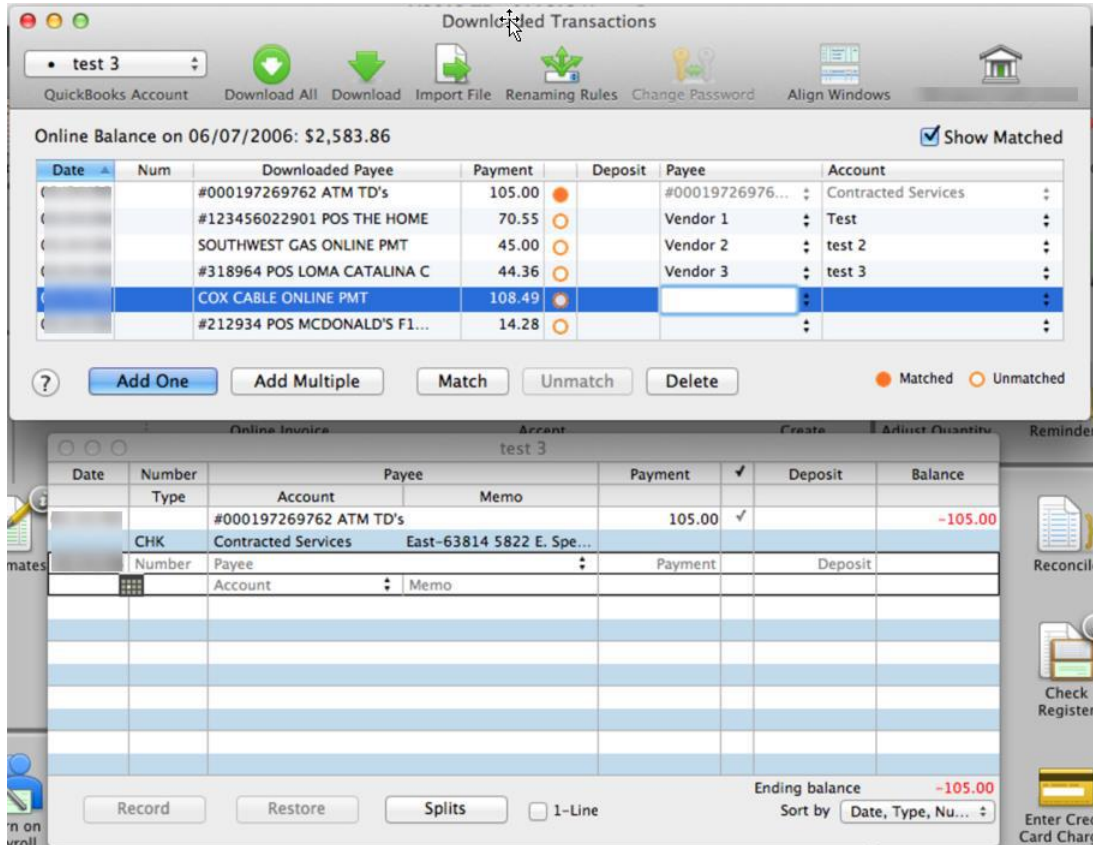 Downloaded Transactions
test 3
QuickBooks Account Download All Download Import File Renaming Rules Change Password Align Windows
Online Balance on 06/07/2006: $2,583.86 Show Matched
Date Num Downloaded Payee Payment Deposit Payee Account
#000197269762 ATM TD's 105.00 #00019726976... Contracted Services
#123456022901 POS THE HOME 70.55 Vendor 1 Test
SOUTHWEST GAS ONLINE PMT 45.00 Vendor 2 test 2
#318964 POS LOMA CATALINA C 44.36 Vendor 3 test 3
COX CABLE ONLINE PMT 108.49
#212934 POS MCDONALD'S F1... 14.28
? Add One Add Multiple Match Unmatch Delete Matched Unmatched
Online Invoice Accept Create Adjust Quantity Reminde
test 3
Date Number Payee Payment ✓ Deposit Balance
Type Account Memo
#000197269762 ATM TD's 105.00 ✓ -105.00
CHK Contracted Services East-63814 5822 E. Spe...
mates Number Payee Payment Deposit Reconcil
Account Memo
Check
Register
Ending balance -105.00
Record Restore Splits 1-Line Sort by Date, Type, Nu...
rn on Enter Cred
yroll Card Charg